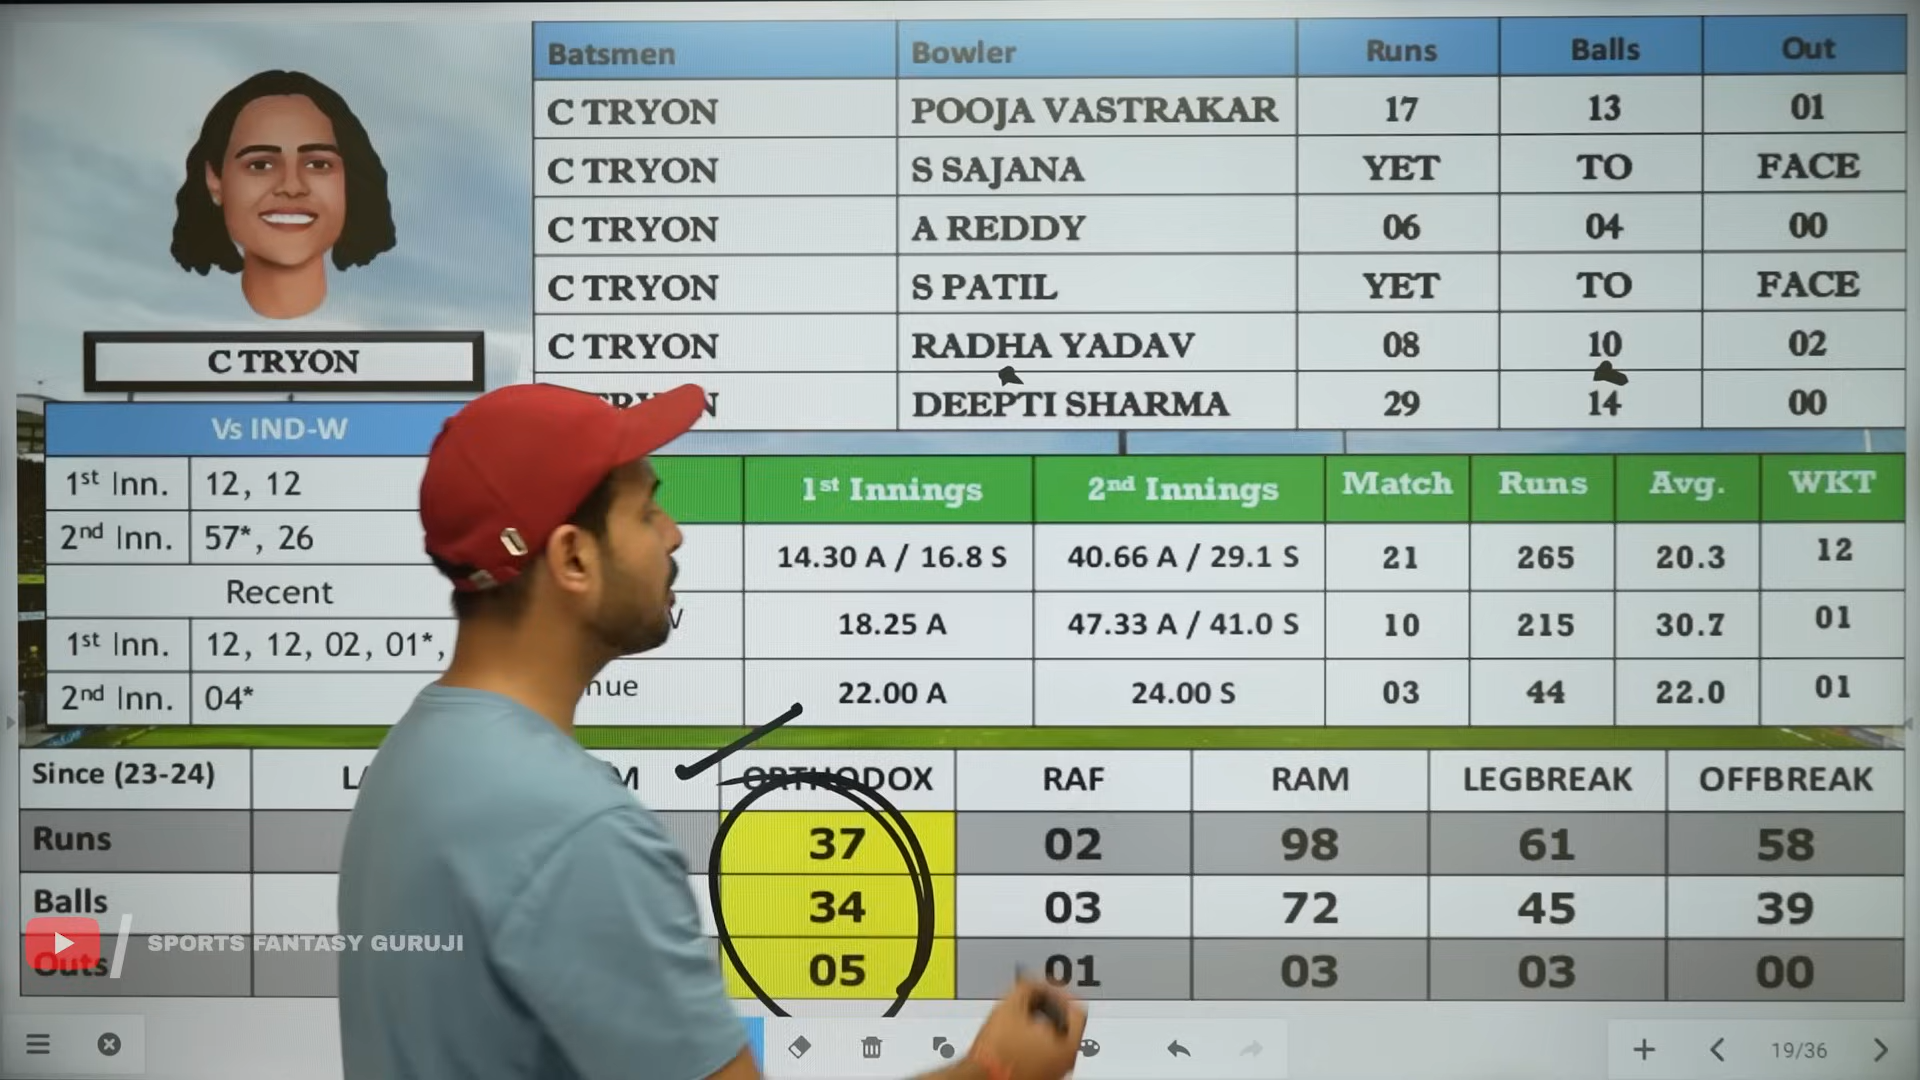 Batsmen Bowler Runs Balls Out
C TRYON POOJA VASTRAKAR 17 13 01
C TRYON S SAJANA YET TO FACE
C TRYON A REDDY 06 04 00
C TRYON S PATIL YET TO FACE
C TRYON RADHA YADAV 08 10 02
DEEPTI SHARMA 29 14 00
C TRYON
Vs IND-W
1st Inn. 12, 12
2nd Inn. 57*, 26
Recent
1st Inn. 12, 12, 02, 01*,
2nd Inn. 04*
1st Innings 2nd Innings Match Runs Avg. WKT
14.30 A / 16.8 S 40.66 A / 29.1 S 21 265 20.3 12
18.25 A 47.33 A / 41.0 S 10 215 30.7 01
22.00 A 24.00 S 03 44 22.0 01
Since (23-24) ORTHODOX RAF RAM LEGBREAK OFFBREAK
Runs 37 02 98 61 58
Balls 34 03 72 45 39
Outs 05 01 03 03 00
SPORTS FANTASY GURUJI
19/36